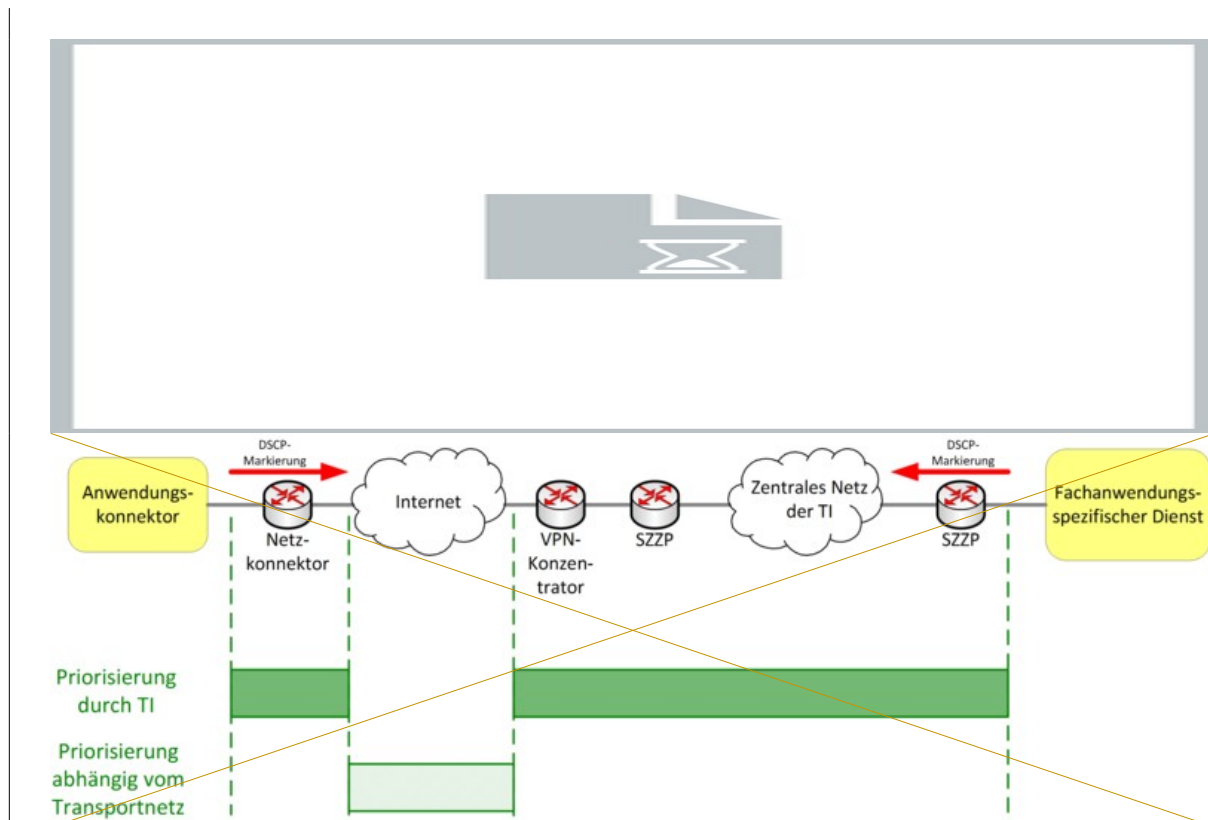 DSCP-
Markierung
DSCP-
Markierung
Anwendungs-
konnektor
Internet
Zentrales Netz
der TI
Fachanwendungs-
spezifischer Dienst
Netz-
konnektor
VPN-
Konzen-
trator
SZZP
SZZP
Priorisierung
durch TI
Priorisierung
abhängig vom
Transportnetz